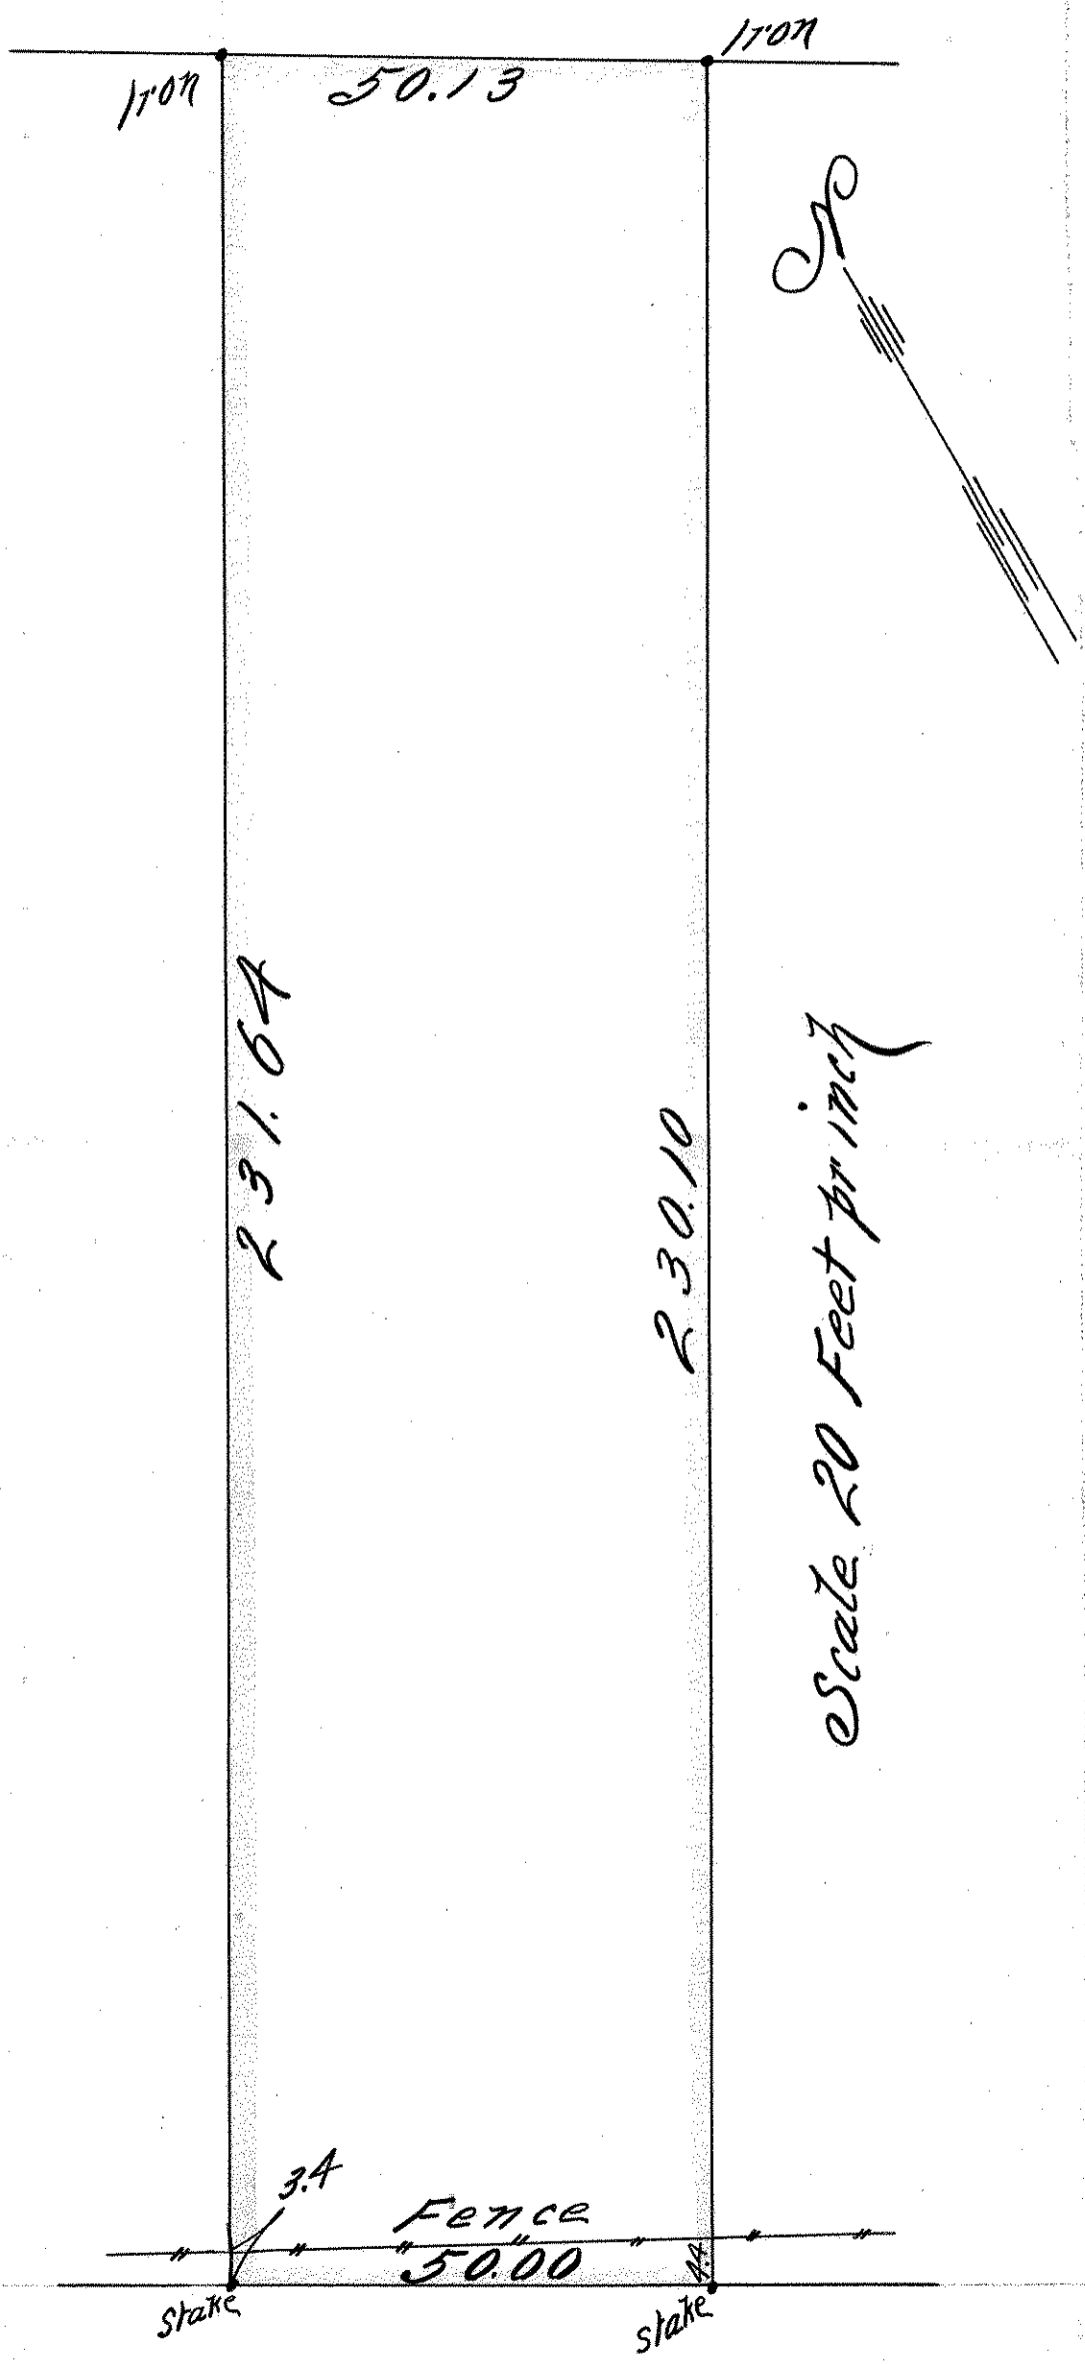 Iron
Iron
50.13
N
231.64
230.10
Scale 20 Feet pr inch
3.4
Fence
50.00
Stake
stake